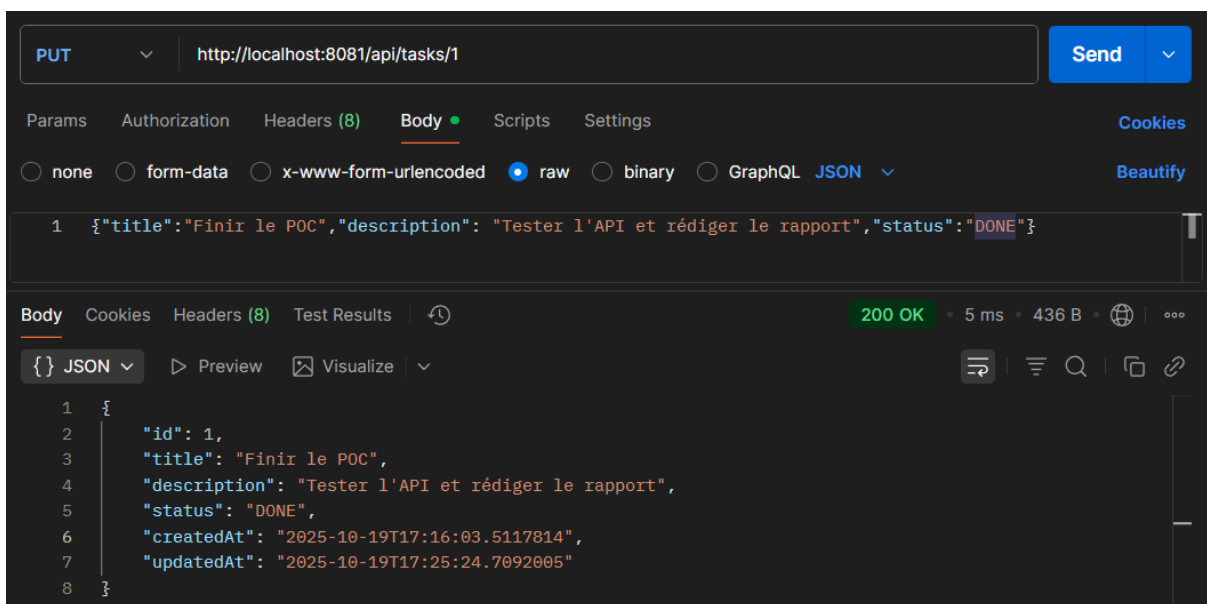 PUT http://localhost:8081/api/tasks/1 Send
Params Authorization Headers (8) Body Scripts Settings Cookies
none form-data x-www-form-urlencoded raw binary GraphQL JSON Beautify
1 {"title":"Finir le POC","description": "Tester l'API et rédiger le rapport","status":"DONE"}
Body Cookies Headers (8) Test Results 200 OK • 5 ms • 436 B •
{} JSON Preview Visualize
1 {
2 "id": 1,
3 "title": "Finir le POC",
4 "description": "Tester l'API et rédiger le rapport",
5 "status": "DONE",
6 "createdAt": "2025-10-19T17:16:03.5117814",
7 "updatedAt": "2025-10-19T17:25:24.7092005"
8 }